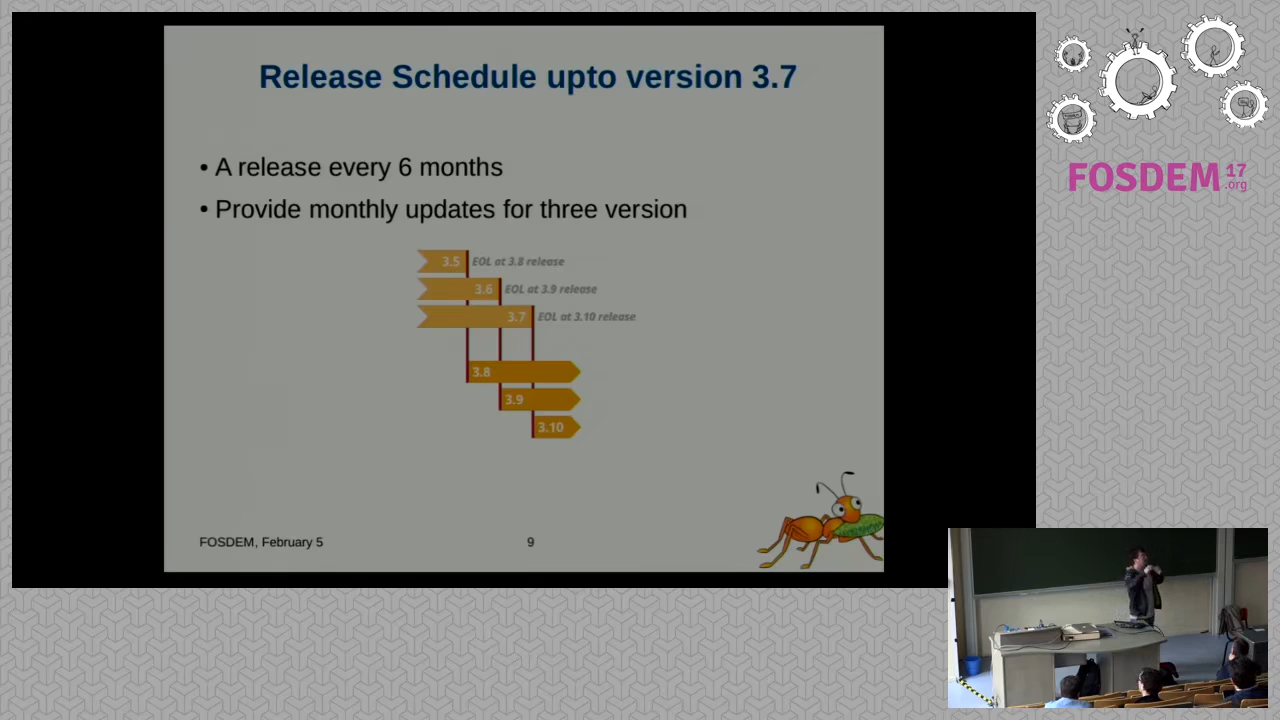 Release Schedule upto version 3.7
• A release every 6 months
• Provide monthly updates for three version
3.5 EOL at 3.8 release
3.6 EOL at 3.9 release
3.7 EOL at 3.10 release
3.8
3.9
3.10
FOSDEM, February 5
9
FOSDEM 17 .org